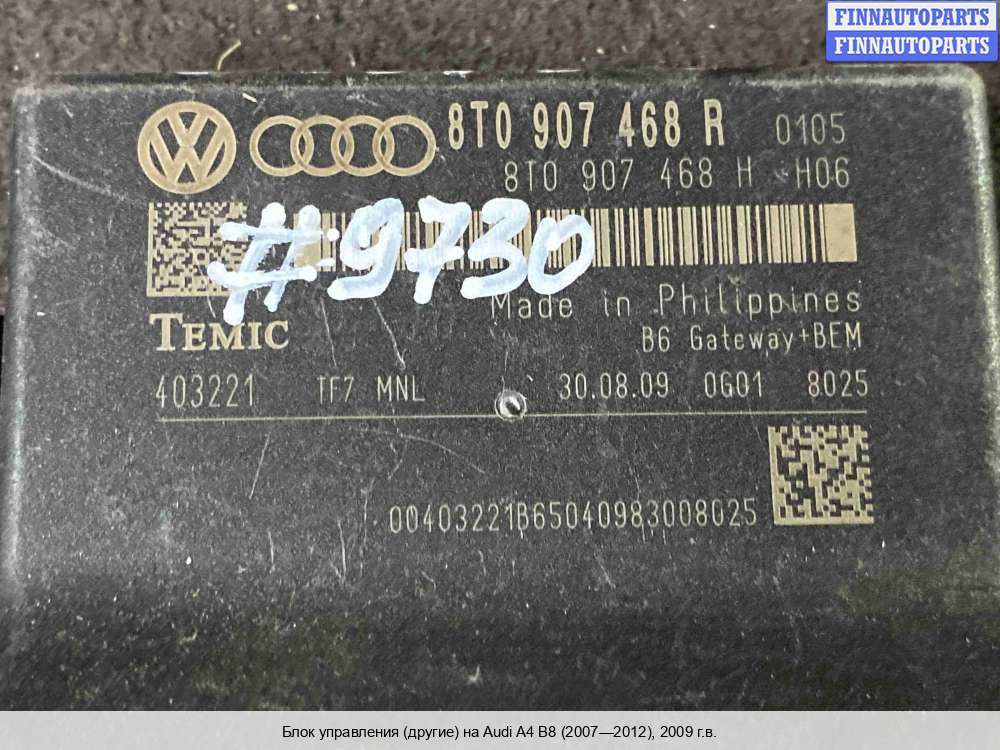 FINNAUTOPARTS
FINNAUTOPARTS
8T0 907 468 R 0105
8T0 907 468 H H06
#9730
Made in Philippines
TEMIC
B6 Gateway+BEM
403221 TF7 MNL 30.08.09 0G01 8025
00403221B65040983008025
Блок управления (другие) на Audi A4 B8 (2007—2012), 2009 г.в.